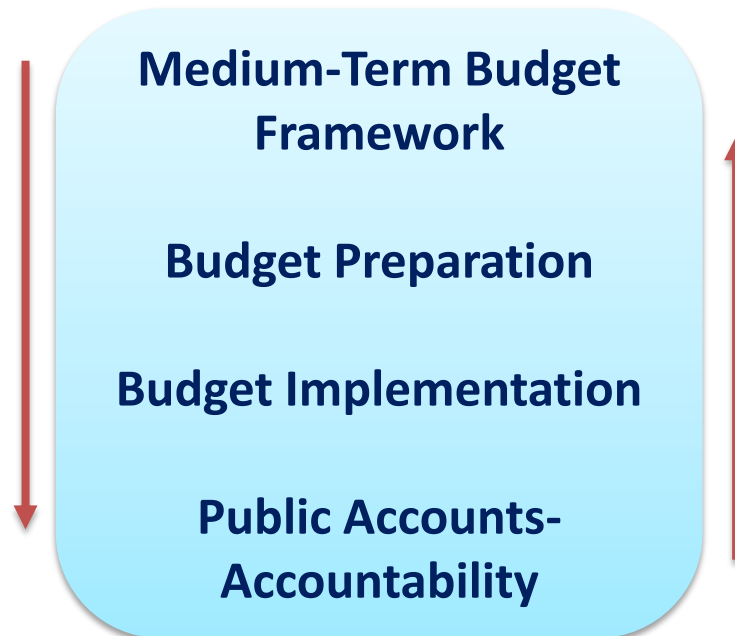 Medium-Term Budget
Framework
Budget Preparation
Budget Implementation
Public Accounts-
Accountability